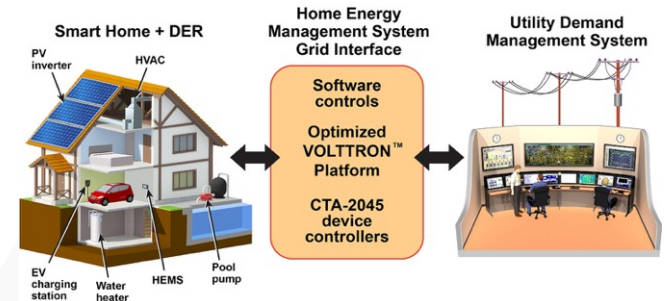 Smart Home + DER
PV
inverter
HVAC
EV
charging
station
Water
heater
HEMS
Pool
pump
Home Energy
Management System
Grid Interface
Software
controls
Optimized
VOLTTRON™
Platform
CTA-2045
device
controllers
Utility Demand
Management System